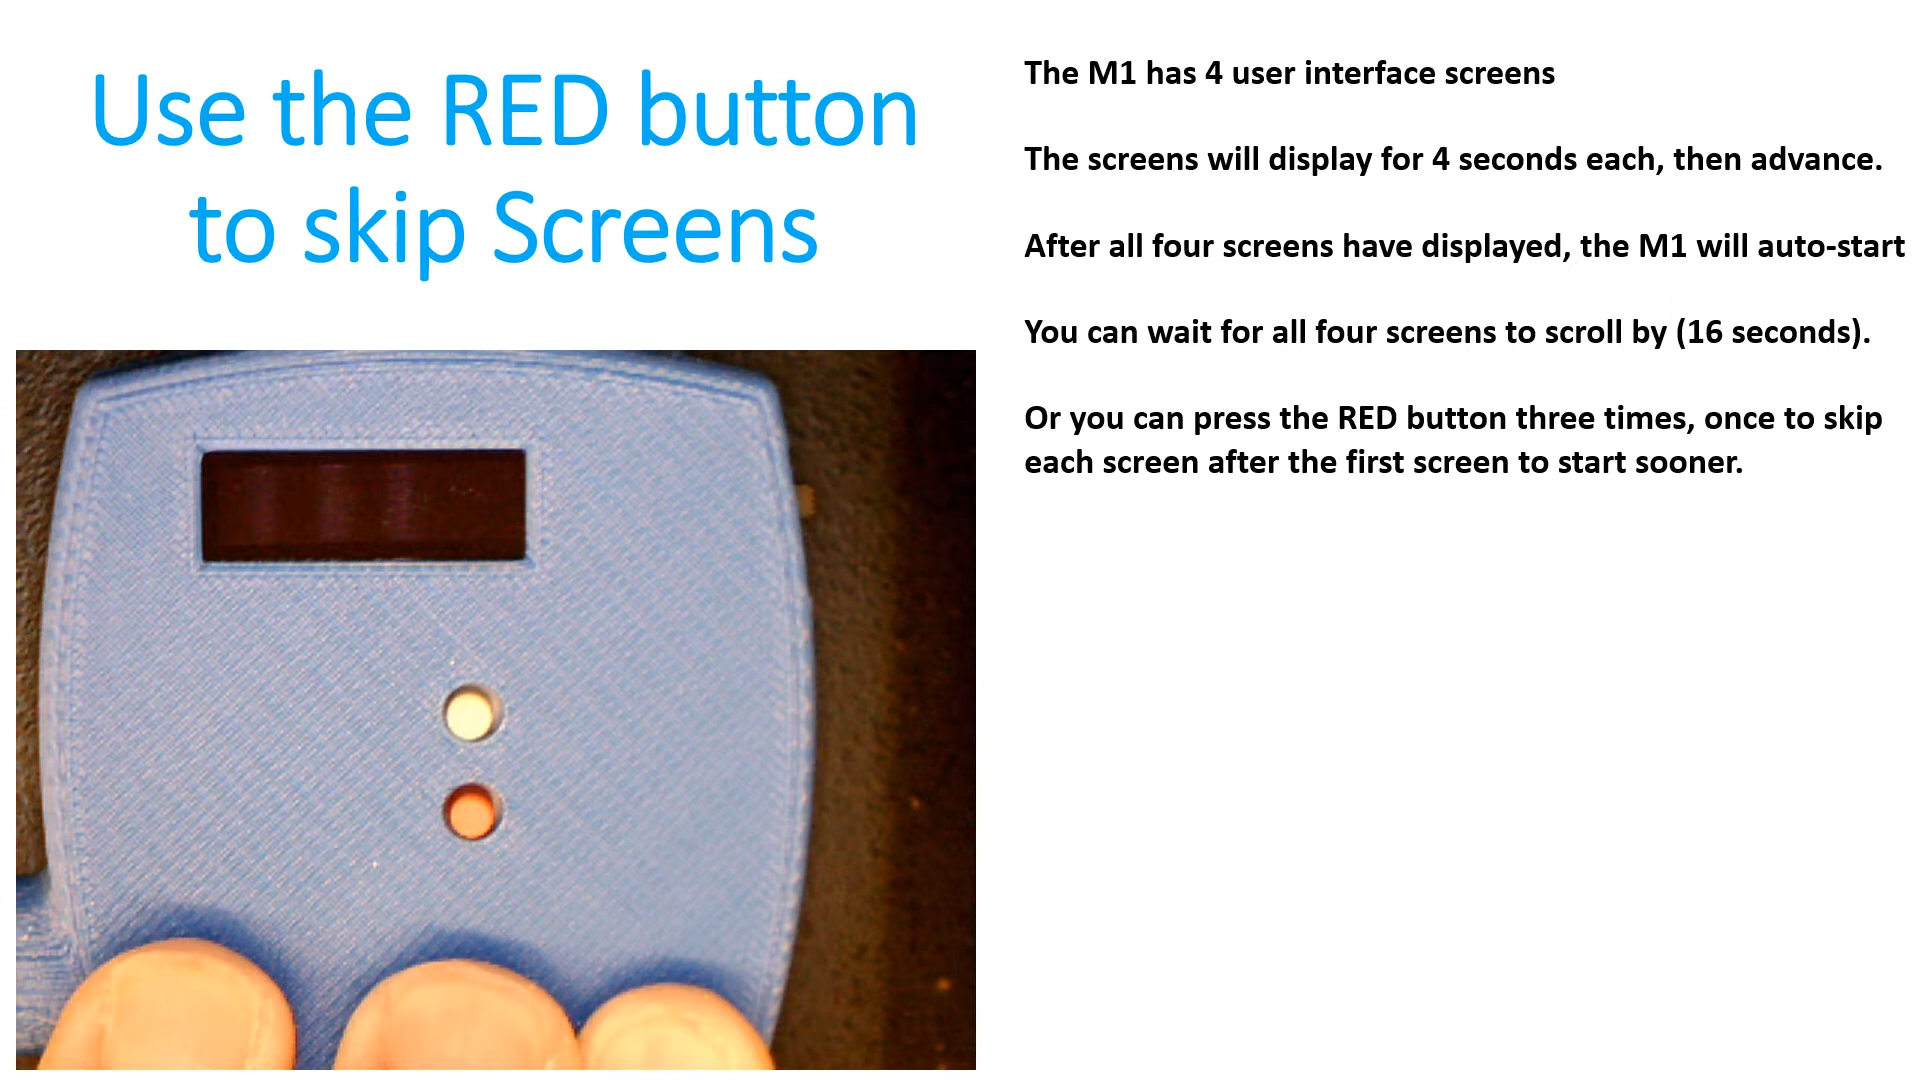 Use the RED button
to skip Screens
The M1 has 4 user interface screens
The screens will display for 4 seconds each, then advance.
After all four screens have displayed, the M1 will auto-start
You can wait for all four screens to scroll by (16 seconds).
Or you can press the RED button three times, once to skip
each screen after the first screen to start sooner.